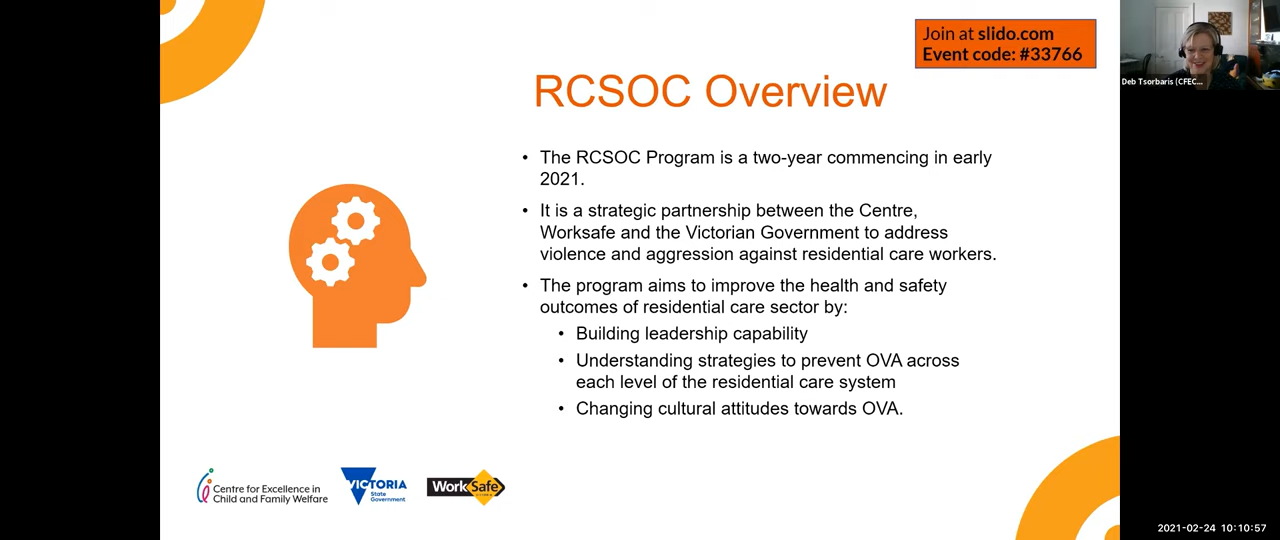 Join at slido.com
Event code: #33766
Deb Tsorbaris (CFEC...
RCSOC Overview
• The RCSOC Program is a two-year commencing in early
2021.
• It is a strategic partnership between the Centre,
Worksafe and the Victorian Government to address
violence and aggression against residential care workers.
• The program aims to improve the health and safety
outcomes of residential care sector by:
• Building leadership capability
• Understanding strategies to prevent OVA across
each level of the residential care system
• Changing cultural attitudes towards OVA.
Centre for Excellence in
Child and Family Welfare
VICTORIA
State
Government
WorkSafe
2021-02-24 10:10:57